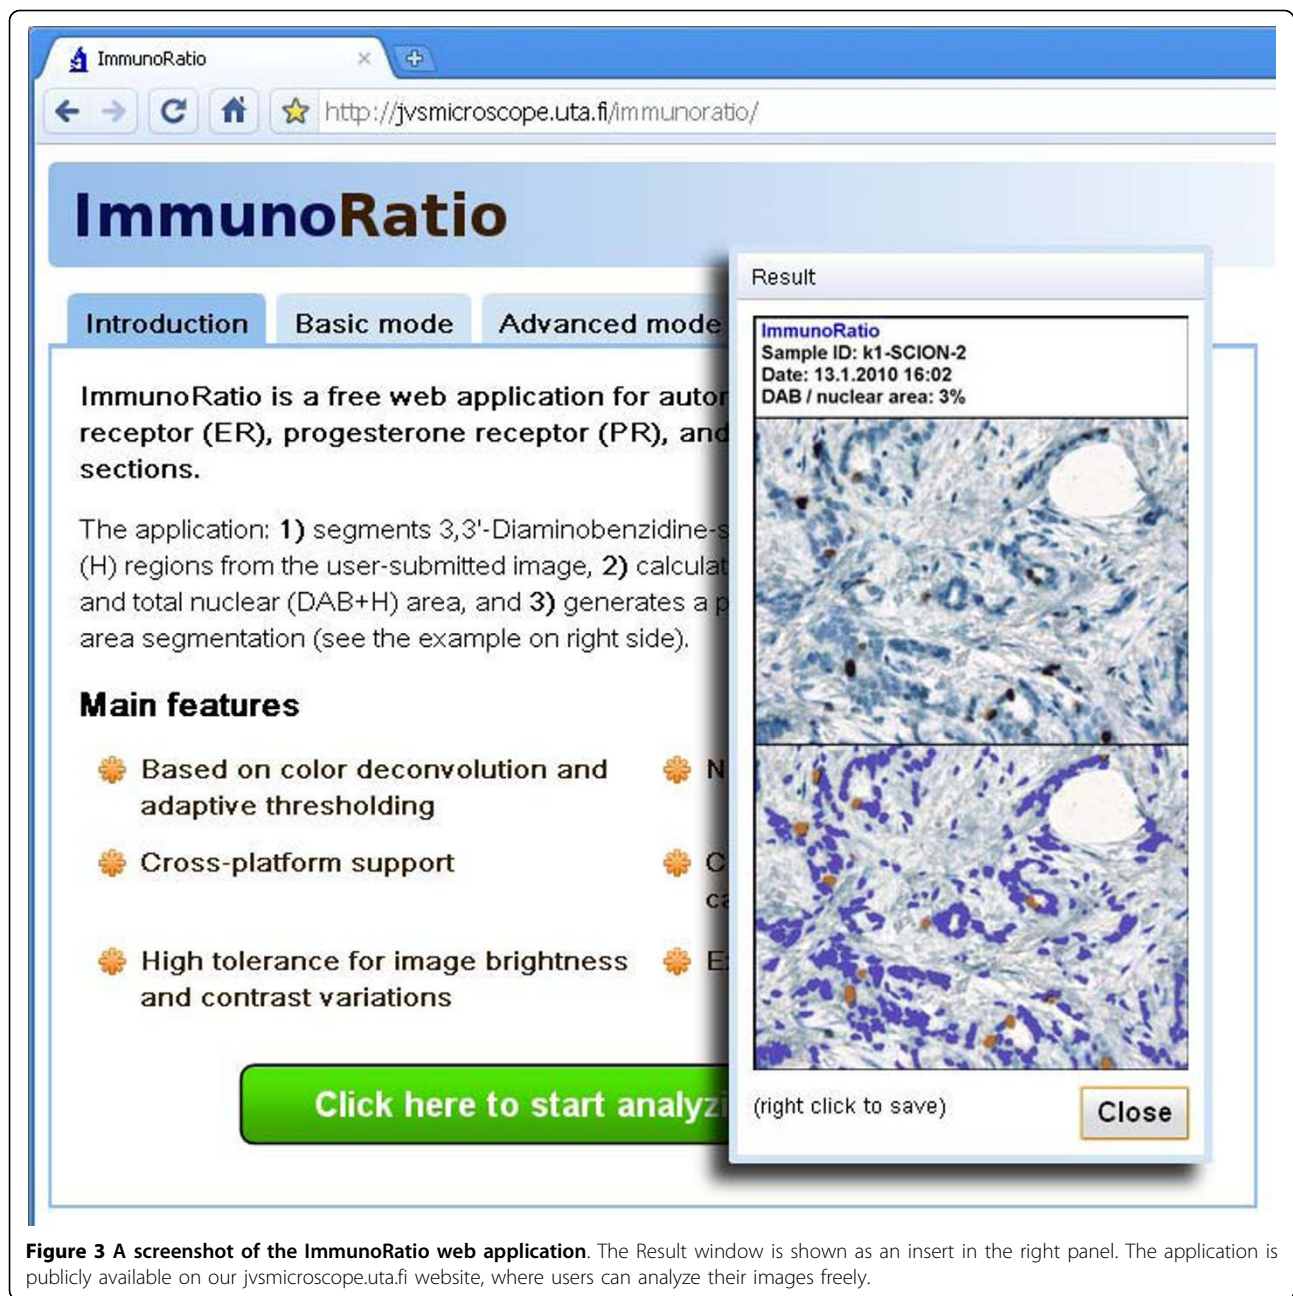 ImmunoRatio
http://jvsmicroscope.uta.fi/immunoratio/
ImmunoRatio
Introduction
Basic mode
Advanced mode
ImmunoRatio is a free web application for autor
receptor (ER), progesterone receptor (PR), and
sections.
The application: 1) segments 3,3'-Diaminobenzidine-s
(H) regions from the user-submitted image, 2) calculat
and total nuclear (DAB+H) area, and 3) generates a p
area segmentation (see the example on right side).
Main features
Based on color deconvolution and
adaptive thresholding
Cross-platform support
High tolerance for image brightness
and contrast variations
N
C
ca
E
Click here to start analyzi
Result
ImmunoRatio
Sample ID: k1-SCION-2
Date: 13.1.2010 16:02
DAB / nuclear area: 3%
(right click to save)
Close
Figure 3 A screenshot of the ImmunoRatio web application. The Result window is shown as an insert in the right panel. The application is
publicly available on our jvsmicroscope.uta.fi website, where users can analyze their images freely.